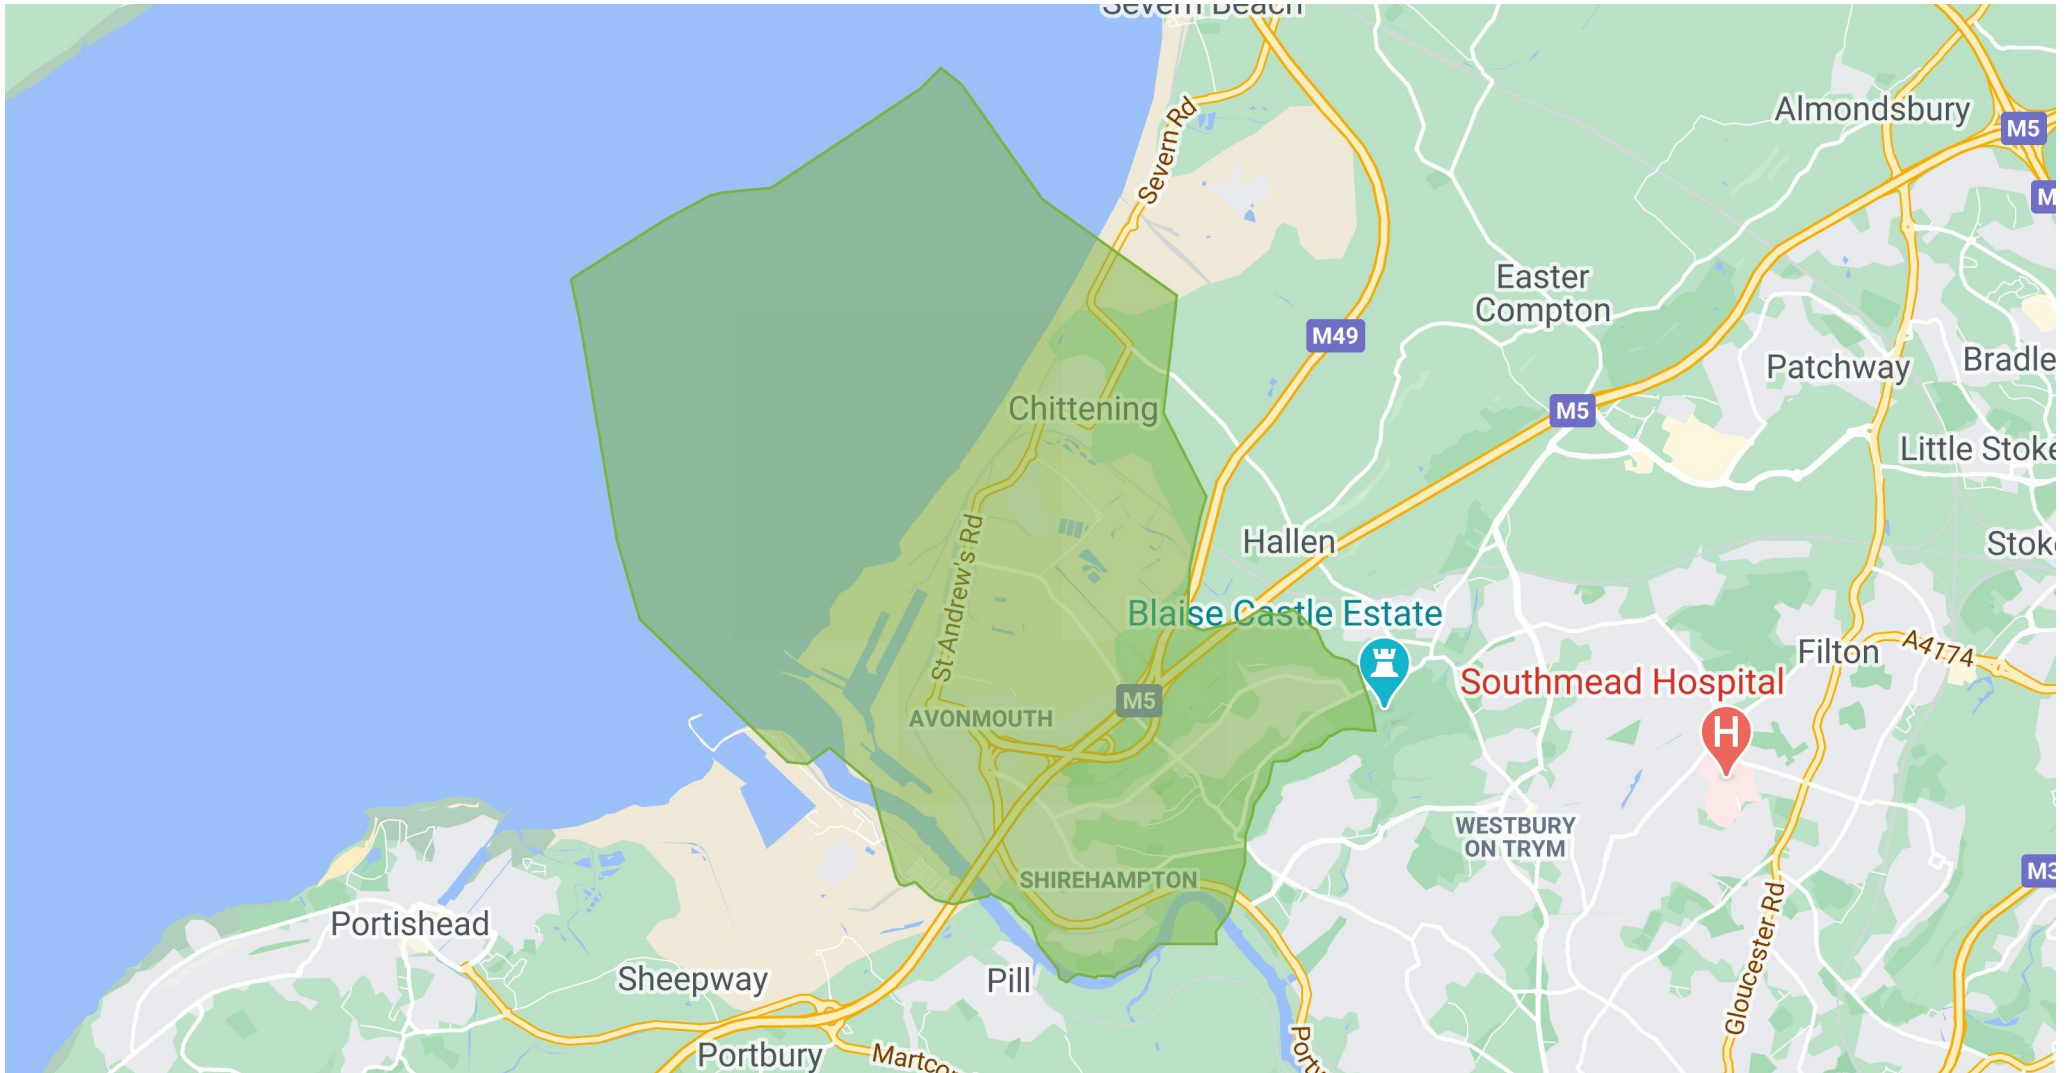 Severn Beach
Almondsbury
M5
M
Severn Rd
Easter
Compton
M49
Patchway
Bradle
M5
Chittening
Little Stoke
Hallen
Stok
St Andrew's Rd
Blaise Castle Estate
Filton
A4174
Southmead Hospital
H
M5
AVONMOUTH
WESTBURY
ON TRYM
M3
SHIREHAMPTON
Gloucester Rd
Portishead
Sheepway
Pill
Portw
Portbury
Martco